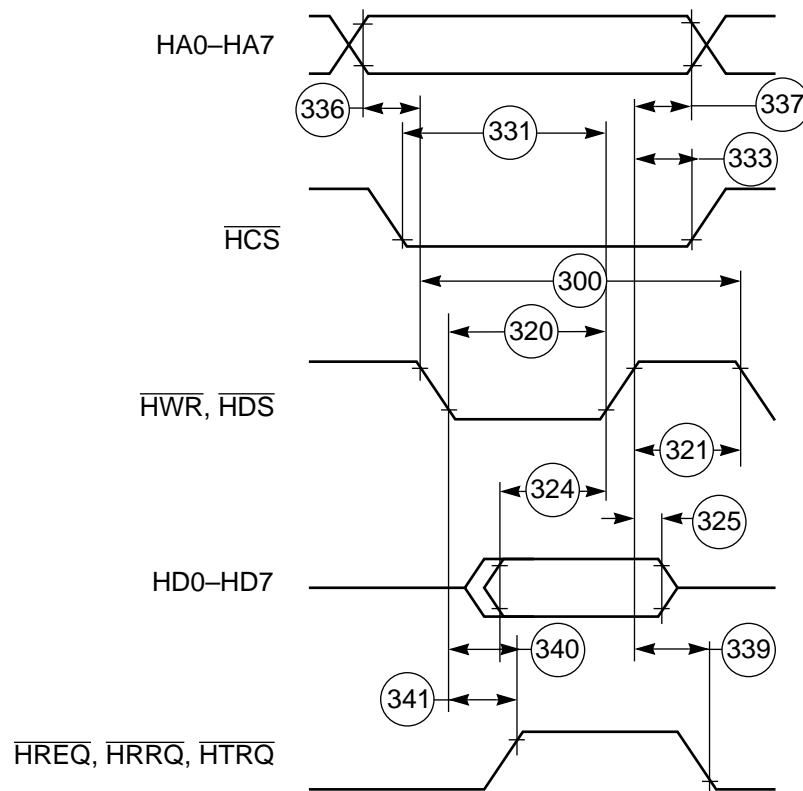 HA0–HA7
336
337
331
333
HCS
300
320
HWR, HDS
321
324
325
HD0–HD7
340
339
341
HREQ, HRRQ, HTRQ